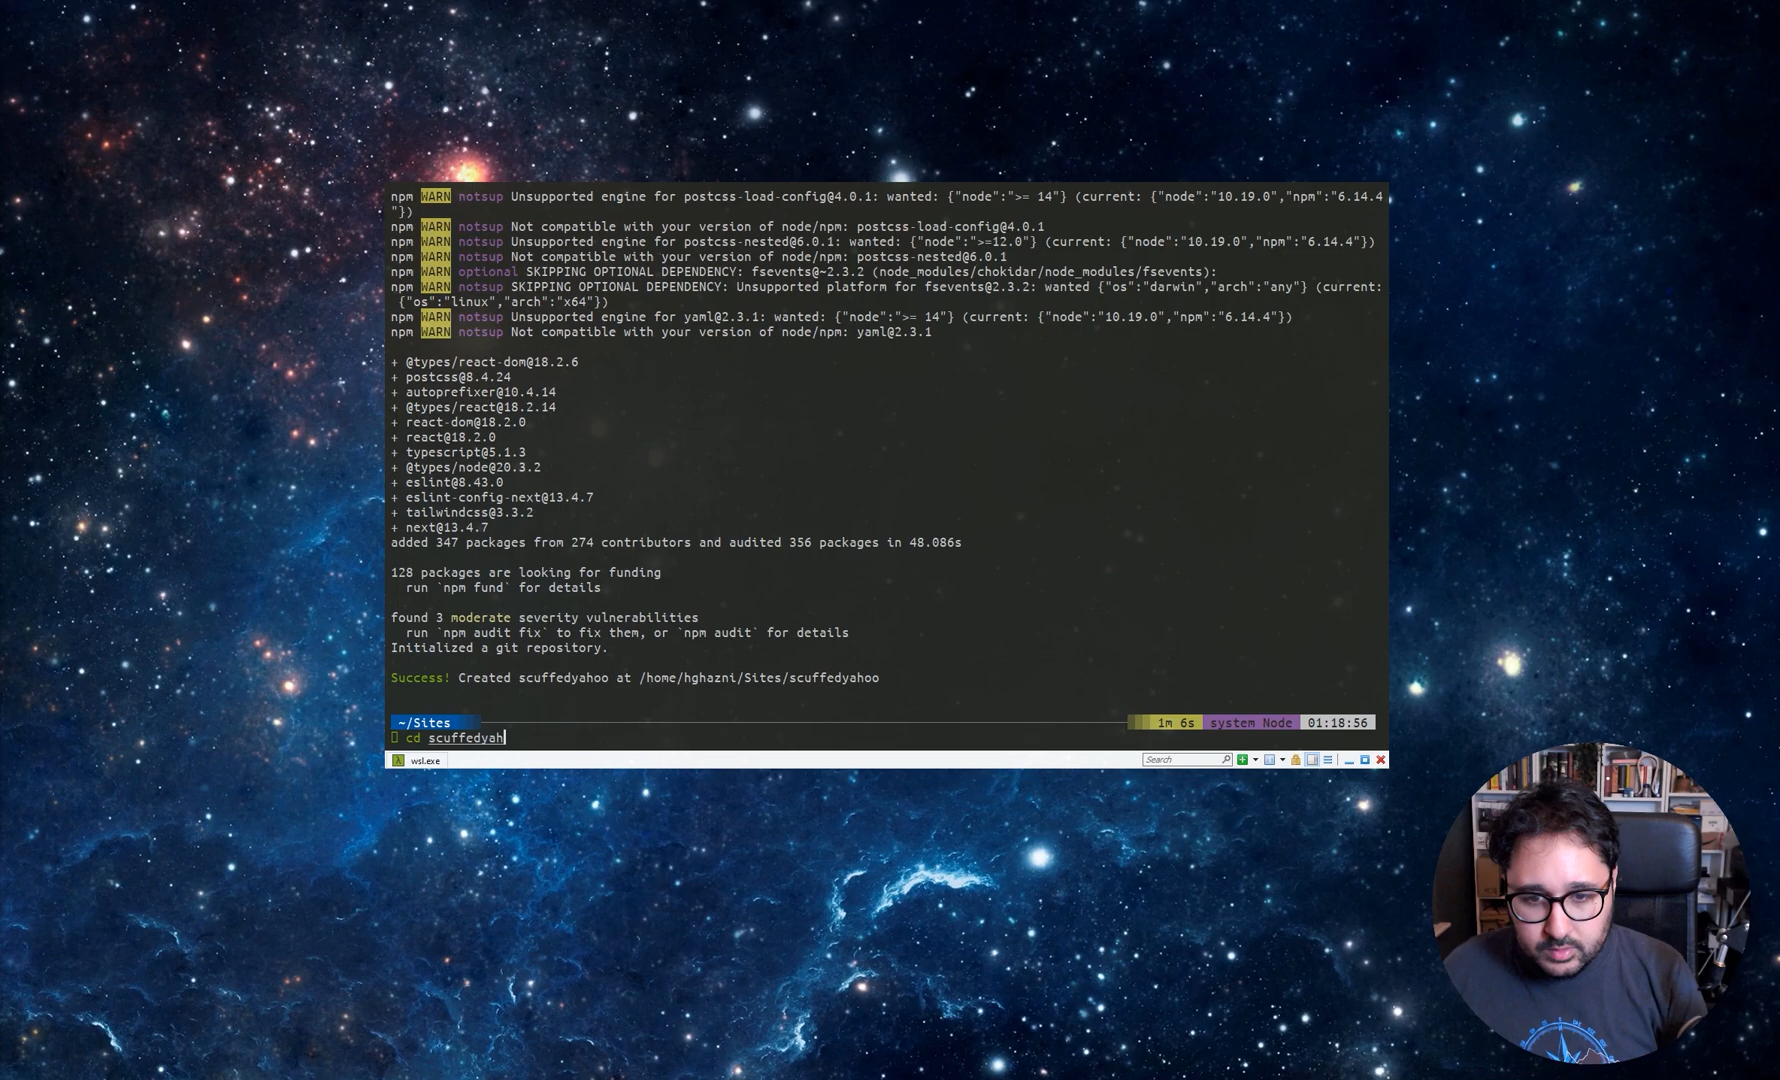 npm WARN notsup Unsupported engine for postcss-load-config@4.0.1: wanted: {"node":">= 14"} (current: {"node":"10.19.0","npm":"6.14.4
"})
npm WARN notsup Not compatible with your version of node/npm: postcss-load-config@4.0.1
npm WARN notsup Unsupported engine for postcss-nested@6.0.1: wanted: {"node":">=12.0"} (current: {"node":"10.19.0","npm":"6.14.4"})
npm WARN notsup Not compatible with your version of node/npm: postcss-nested@6.0.1
npm WARN optional SKIPPING OPTIONAL DEPENDENCY: fsevents@~2.3.2 (node_modules/chokidar/node_modules/fsevents):
npm WARN notsup SKIPPING OPTIONAL DEPENDENCY: Unsupported platform for fsevents@2.3.2: wanted {"os":"darwin","arch":"any"} (current:
{"os":"linux","arch":"x64"})
npm WARN notsup Unsupported engine for yaml@2.3.1: wanted: {"node":">= 14"} (current: {"node":"10.19.0","npm":"6.14.4"})
npm WARN notsup Not compatible with your version of node/npm: yaml@2.3.1
+ @types/react-dom@18.2.6
+ postcss@8.4.24
+ autoprefixer@10.4.14
+ @types/react@18.2.14
+ react-dom@18.2.0
+ react@18.2.0
+ typescript@5.1.3
+ @types/node@20.3.2
+ eslint@8.43.0
+ eslint-config-next@13.4.7
+ tailwindcss@3.3.2
+ next@13.4.7
added 347 packages from 274 contributors and audited 356 packages in 48.086s
128 packages are looking for funding
run `npm fund` for details
found 3 moderate severity vulnerabilities
run `npm audit fix` to fix them, or `npm audit` for details
Initialized a git repository.
Success! Created scuffedyahoo at /home/hghazni/Sites/scuffedyahoo
~/Sites 1m 6s system Node 01:18:56
cd scuffedyah
wsl.exe Search